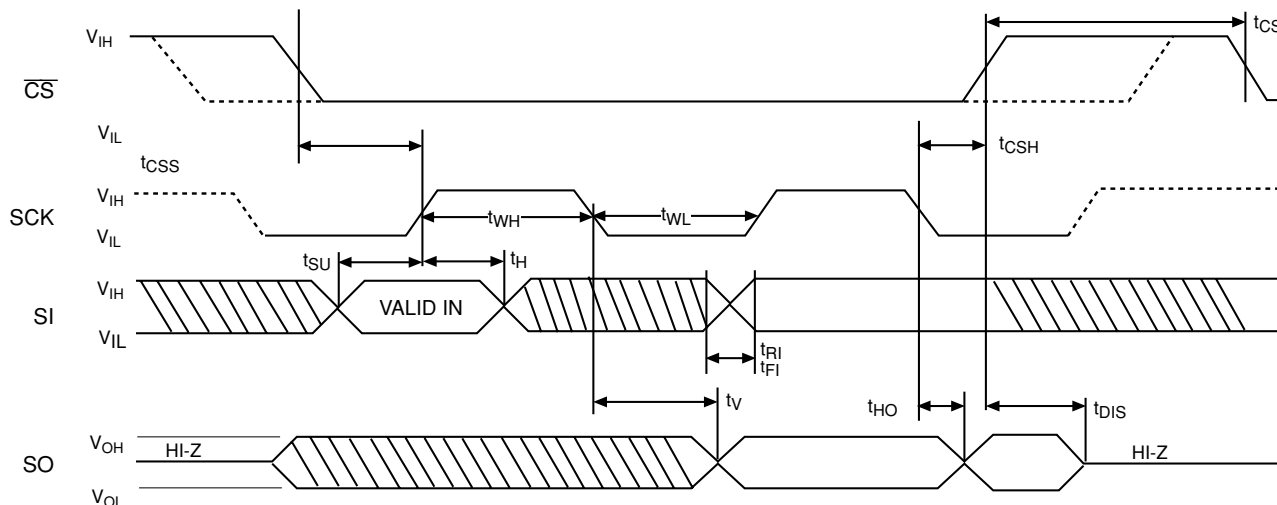 tCS
VIH
CS
VIL
tCSS
tCSH
VIH
SCK
tWH
tWL
VIL
tSU
tH
VIH
SI
VALID IN
VIL
tRI
tFI
tV
tHO
tDIS
VOH
HI-Z
HI-Z
SO
VOL